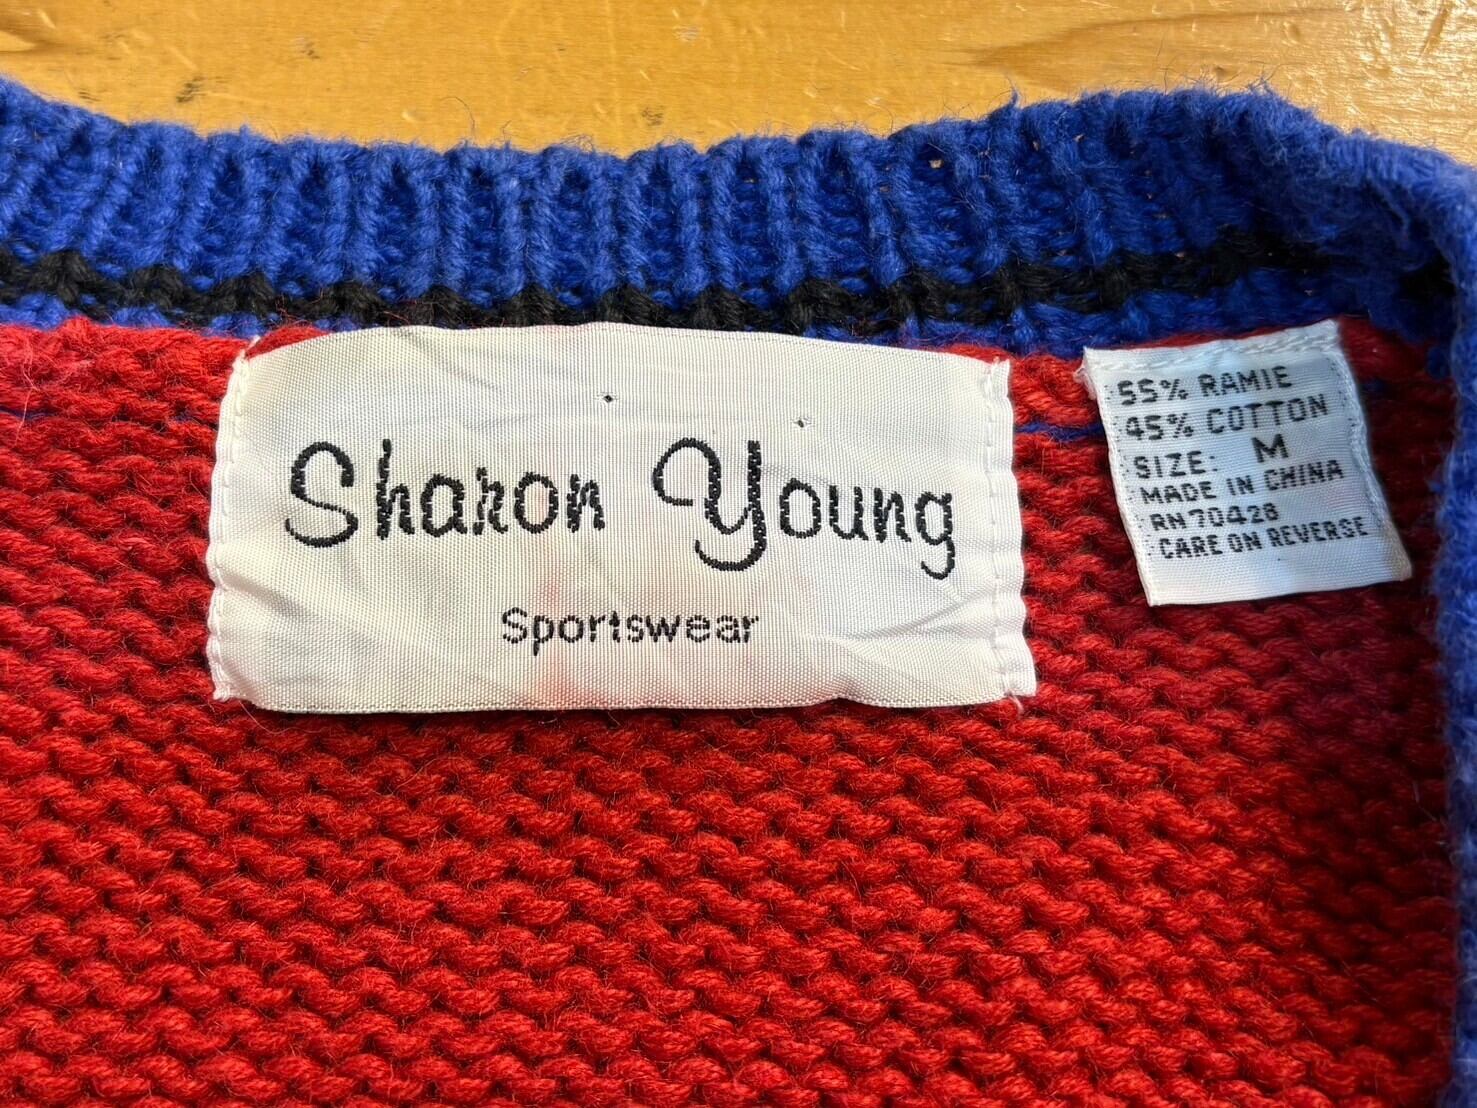 Sharon Young
Sportswear
55% RAMIE
45% COTTON
SIZE: M
MADE IN CHINA
RN70428
CARE ON REVERSE